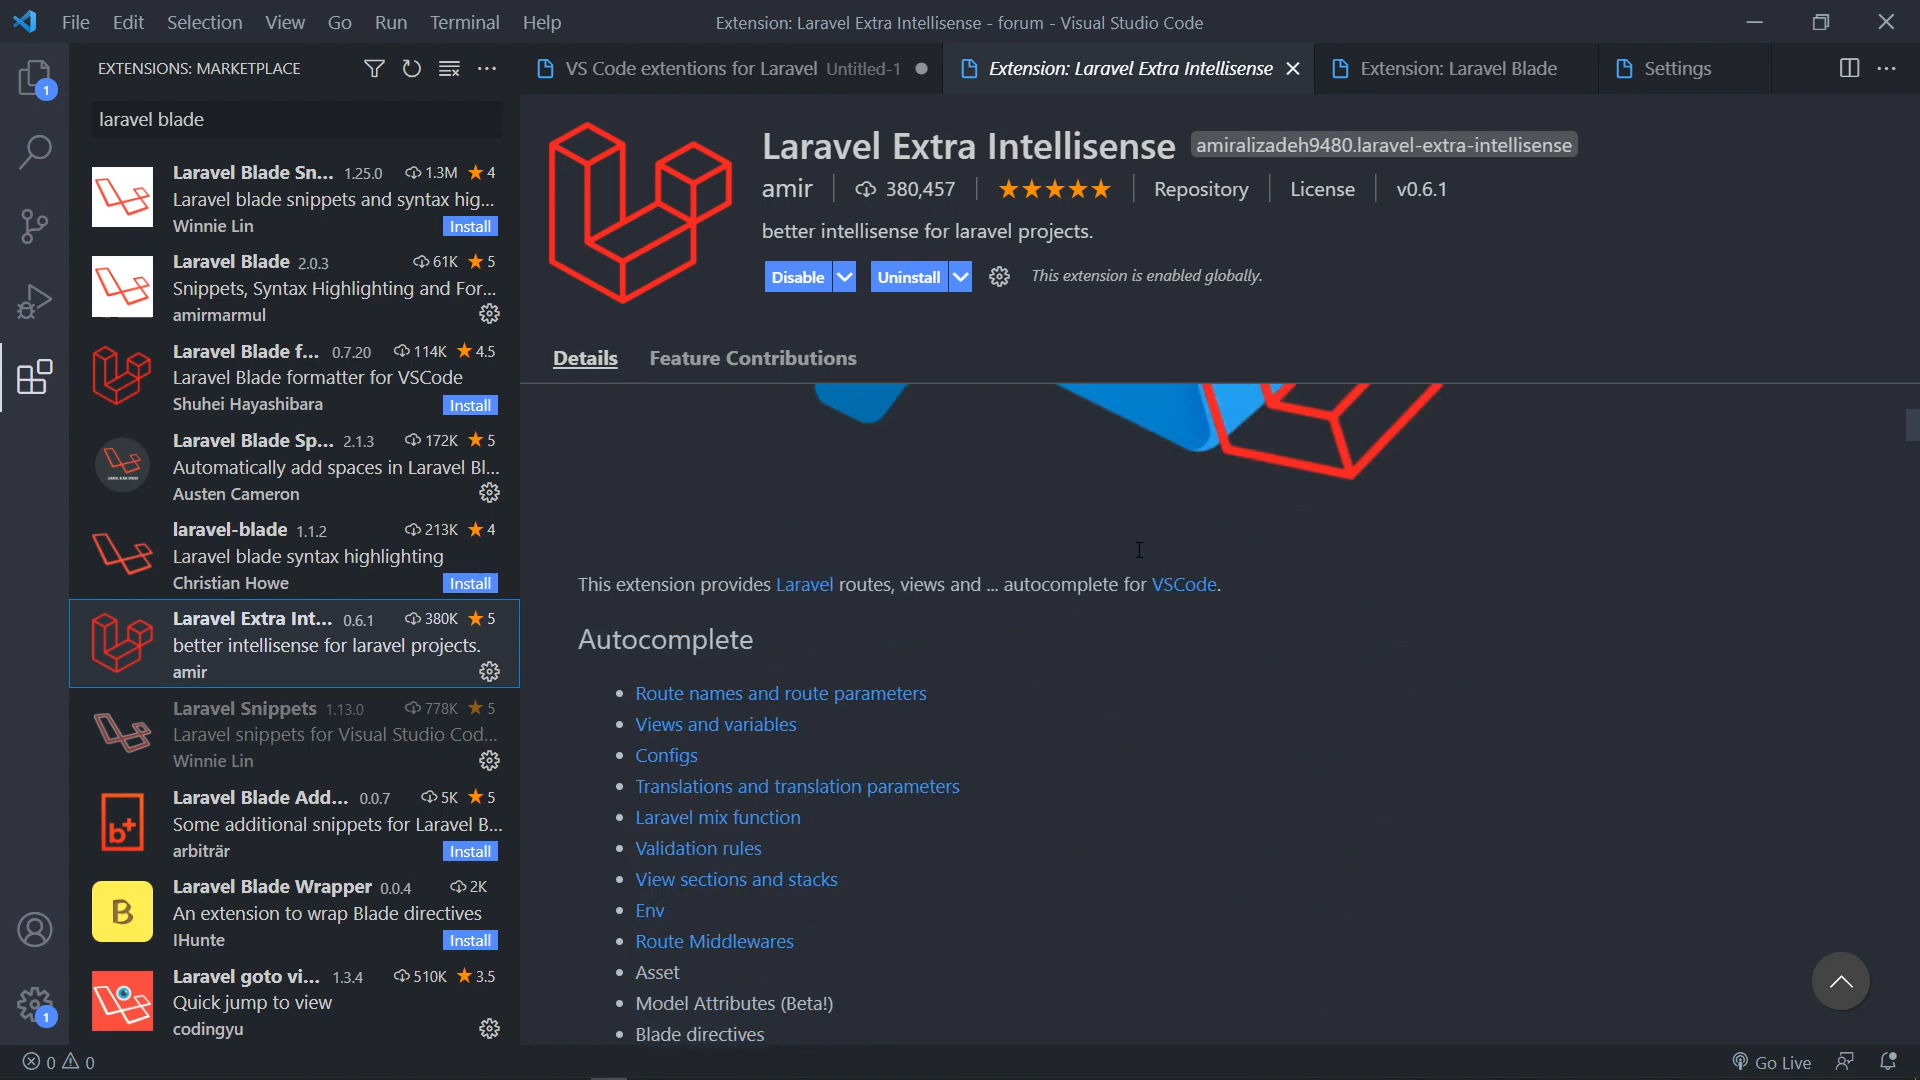 File Edit Selection View Go Run Terminal Help
Extension: Laravel Extra Intellisense - forum - Visual Studio Code
EXTENSIONS: MARKETPLACE
VS Code extentions for Laravel Untitled-1
Extension: Laravel Extra Intellisense
Extension: Laravel Blade
Settings
1
laravel blade
Laravel Blade Sn... 1.25.0 1.3M 4
Laravel blade snippets and syntax hig...
Winnie Lin Install
Laravel Blade 2.0.3 61K 5
Snippets, Syntax Highlighting and For...
amirmarmul
Laravel Blade f... 0.7.20 114K 4.5
Laravel Blade formatter for VSCode
Shuhei Hayashibara Install
Laravel Blade Sp... 2.1.3 172K 5
Automatically add spaces in Laravel Bl...
Austen Cameron
laravel-blade 1.1.2 213K 4
Laravel blade syntax highlighting
Christian Howe Install
Laravel Extra Int... 0.6.1 380K 5
better intellisense for laravel projects.
amir
Laravel Snippets 1.13.0 778K 5
Laravel snippets for Visual Studio Cod...
Winnie Lin
Laravel Blade Add... 0.0.7 5K 5
b+
Some additional snippets for Laravel B...
arbiträr Install
Laravel Blade Wrapper 0.0.4 2K
B
An extension to wrap Blade directives
IHunte Install
Laravel goto vi... 1.3.4 510K 3.5
Quick jump to view
codingyu
1
Laravel Extra Intellisense amiralizadeh9480.laravel-extra-intellisense
amir 380,457 Repository License v0.6.1
better intellisense for laravel projects.
Disable Uninstall This extension is enabled globally.
Details Feature Contributions
This extension provides Laravel routes, views and ... autocomplete for VSCode.
Autocomplete
• Route names and route parameters
• Views and variables
• Configs
• Translations and translation parameters
• Laravel mix function
• Validation rules
• View sections and stacks
• Env
• Route Middlewares
• Asset
• Model Attributes (Beta!)
• Blade directives
0 0
Go Live